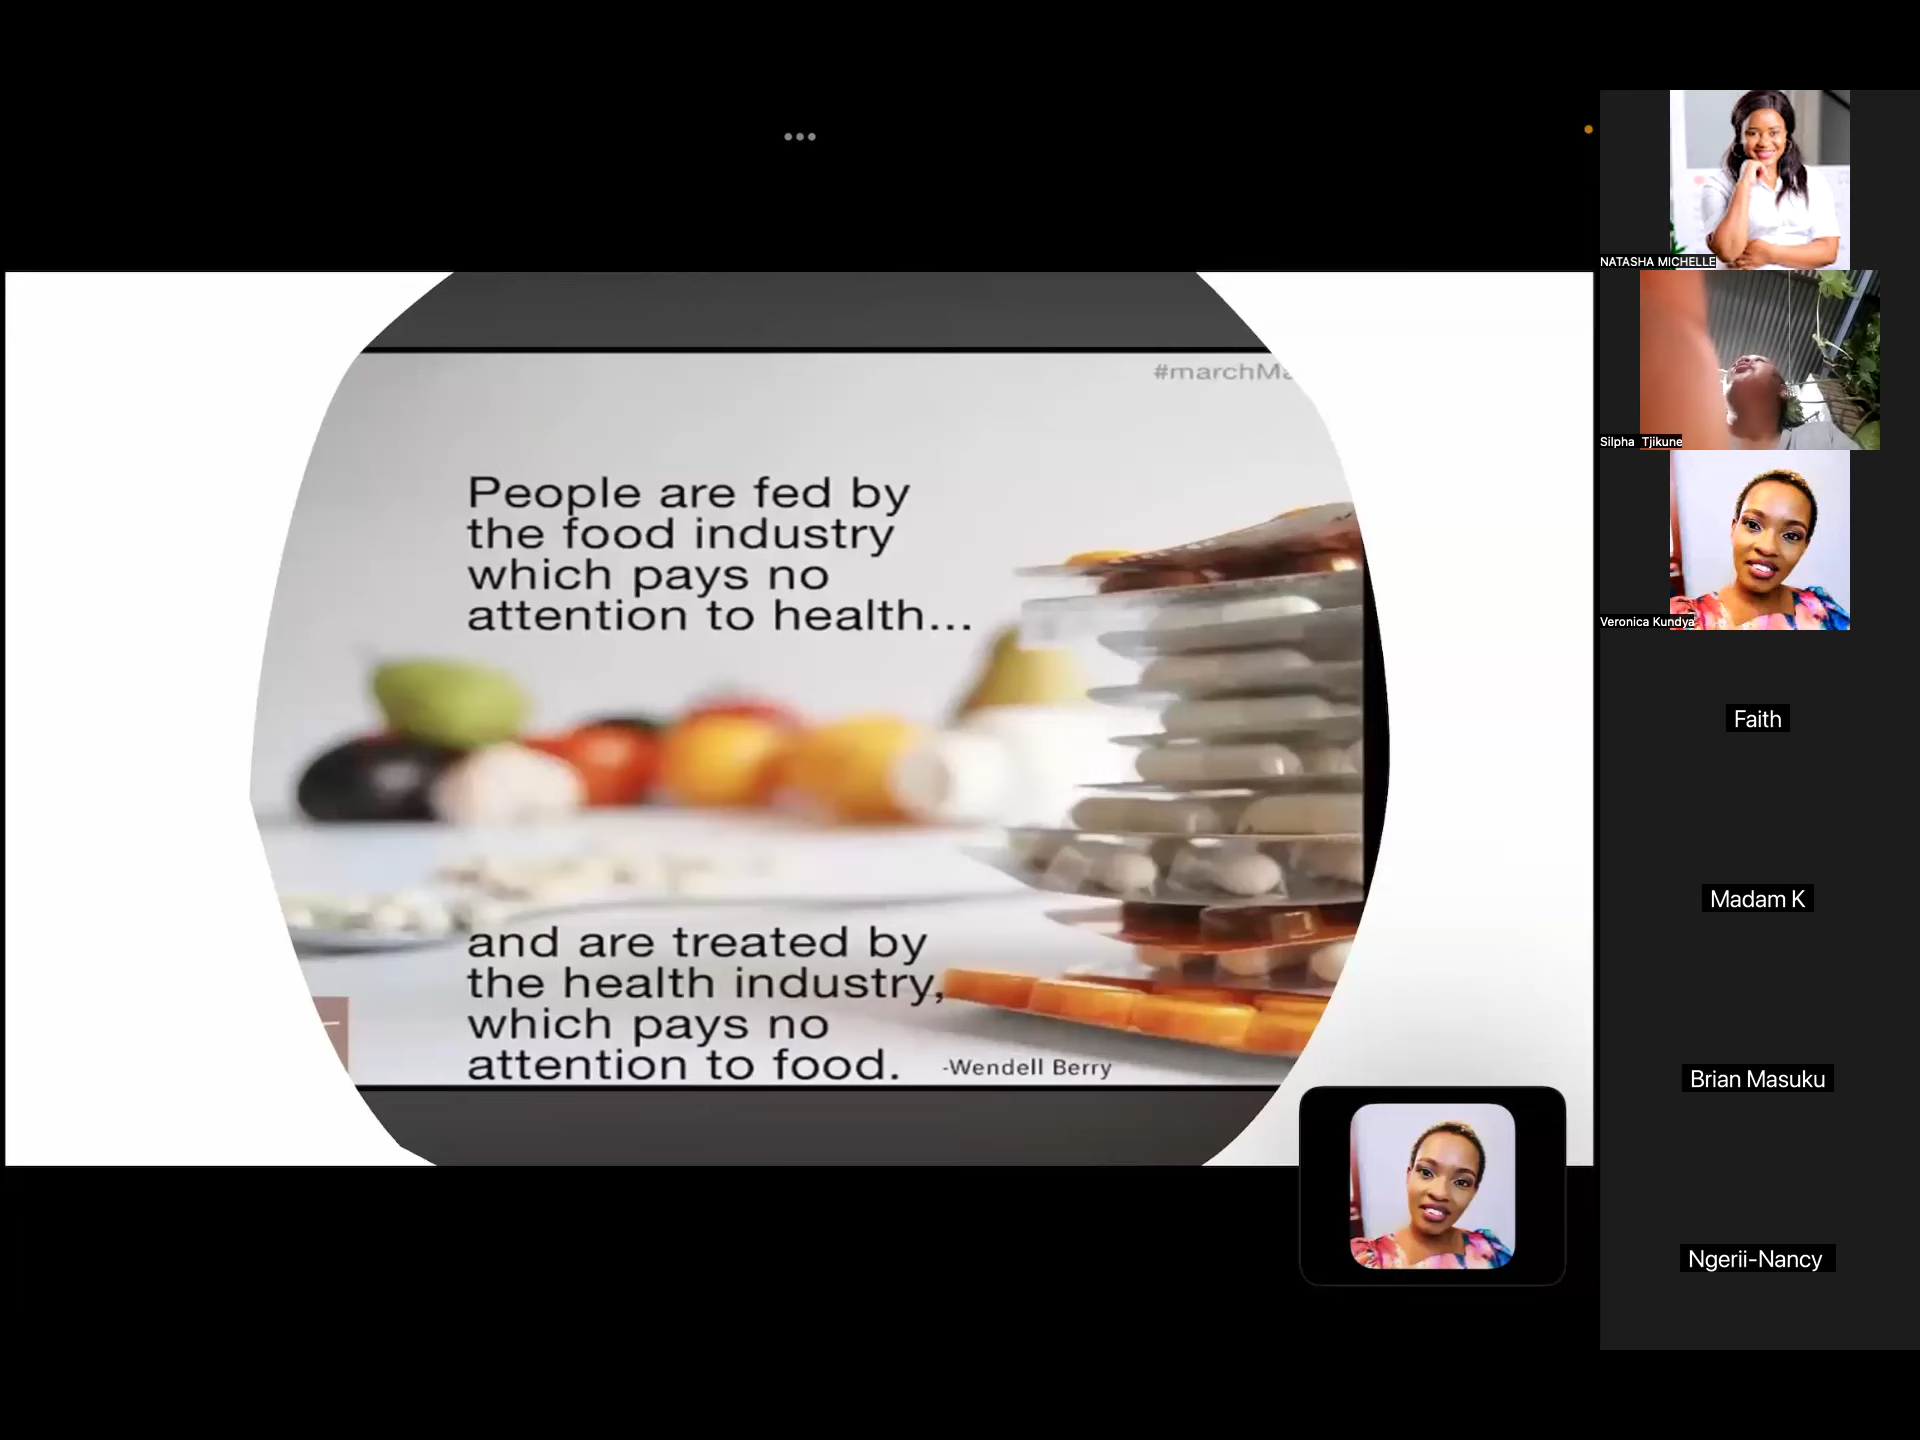 #marchMa
People are fed by
the food industry
which pays no
attention to health...
and are treated by
the health industry,
which pays no
attention to food.
-Wendell Berry
NATASHA MICHELLE
Silpha Tjikune
Veronica Kundya
Faith
Madam K
Brian Masuku
Ngerii-Nancy